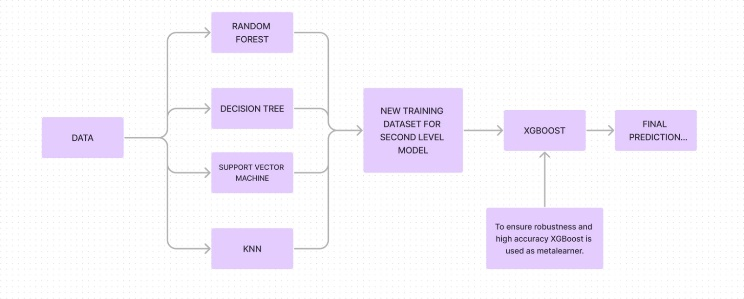 RANDOM
FOREST
DECISION TREE
DATA
SUPPORT VECTOR
MACHINE
KNN
NEW TRAINING
DATASET FOR
SECOND LEVEL
MODEL
XGBOOST
FINAL
PREDICTION...
To ensure robustness and
high accuracy XGBoost is
used as metalearner.